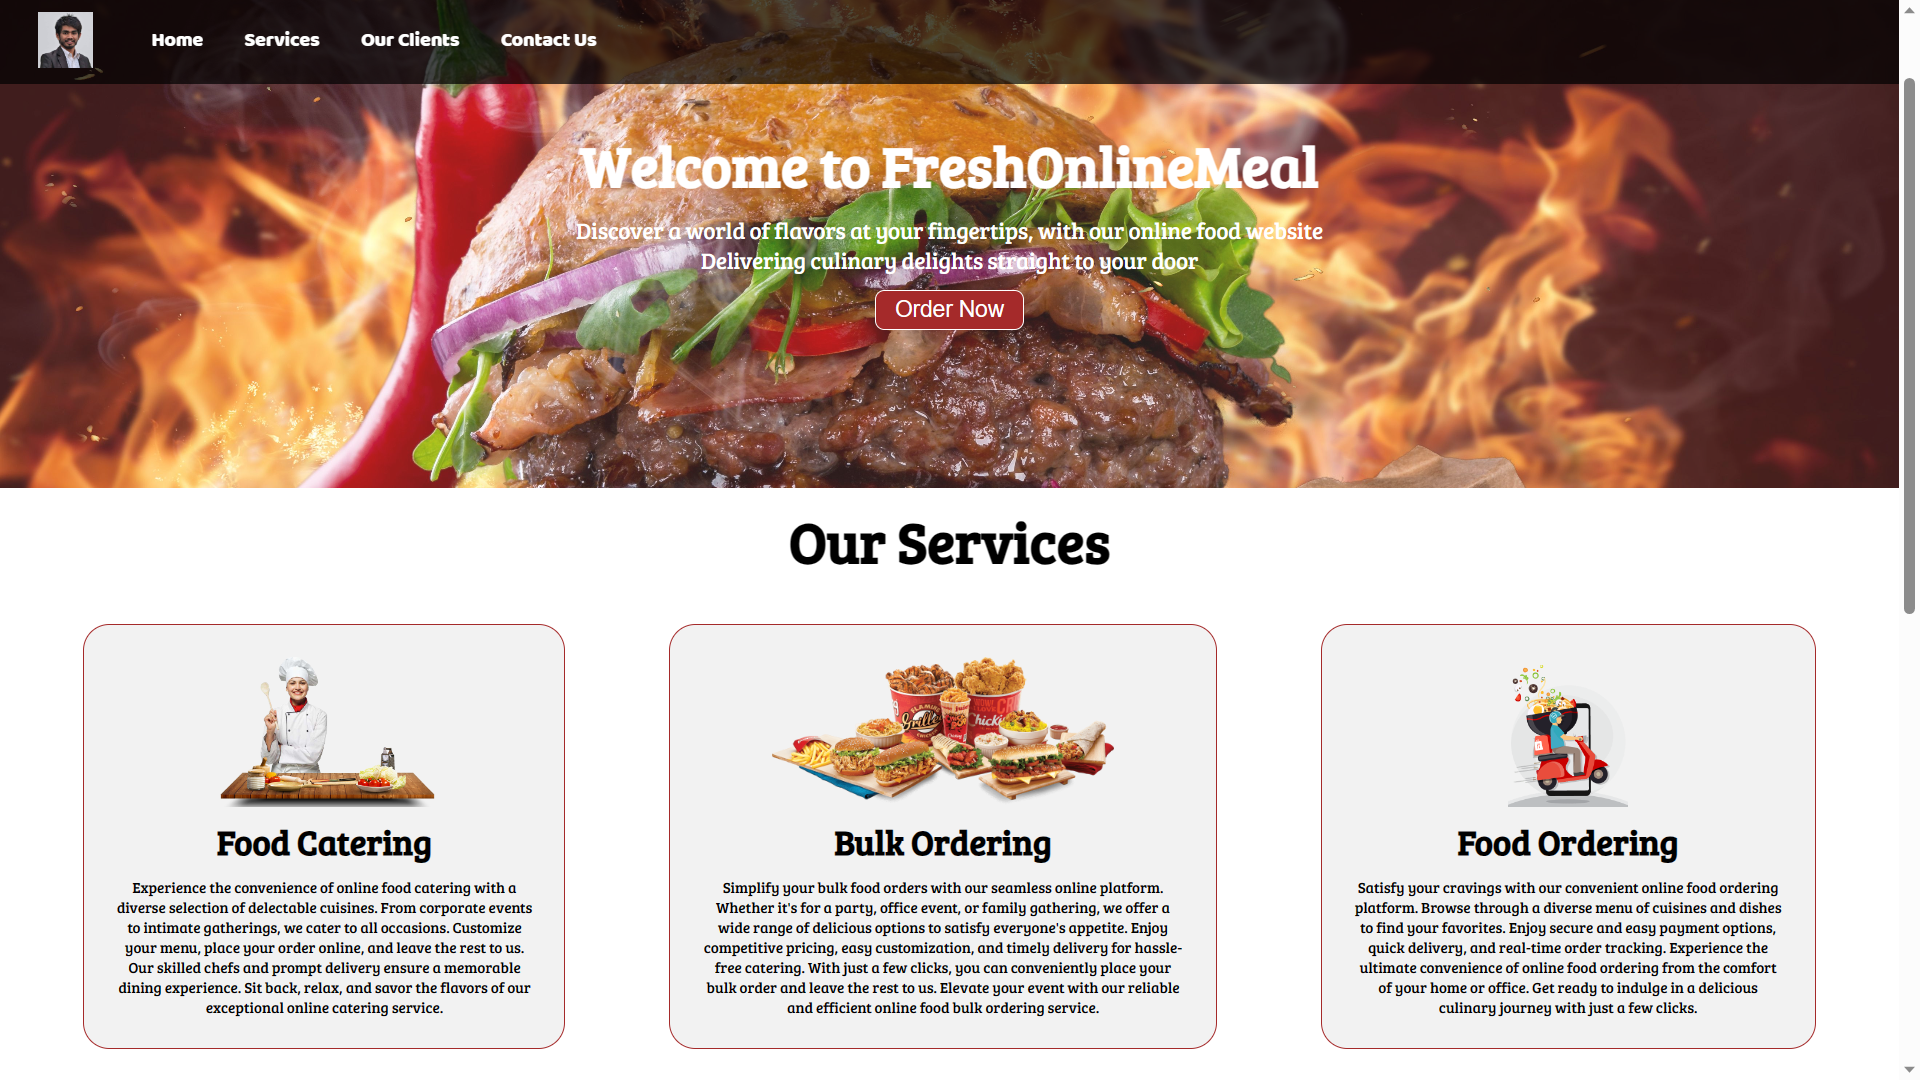 Home Services Our Clients Contact Us
Welcome to FreshOnlineMeal
Discover a world of flavors at your fingertips, with our online food website
Delivering culinary delights straight to your door
Order Now
Our Services
Food Catering
Experience the convenience of online food catering with a
diverse selection of delectable cuisines. From corporate events
to intimate gatherings, we cater to all occasions. Customize
your menu, place your order online, and leave the rest to us.
Our skilled chefs and prompt delivery ensure a memorable
dining experience. Sit back, relax, and savor the flavors of our
exceptional online catering service.
Bulk Ordering
Simplify your bulk food orders with our seamless online platform.
Whether it's for a party, office event, or family gathering, we offer a
wide range of delicious options to satisfy everyone's appetite. Enjoy
competitive pricing, easy customization, and timely delivery for hassle-
free catering. With just a few clicks, you can conveniently place your
bulk order and leave the rest to us. Elevate your event with our reliable
and efficient online food bulk ordering service.
Food Ordering
Satisfy your cravings with our convenient online food ordering
platform. Browse through a diverse menu of cuisines and dishes
to find your favorites. Enjoy secure and easy payment options,
quick delivery, and real-time order tracking. Experience the
ultimate convenience of online food ordering from the comfort
of your home or office. Get ready to indulge in a delicious
culinary journey with just a few clicks.